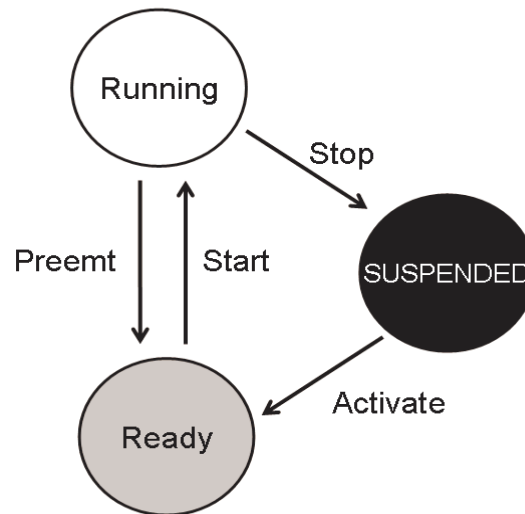 Running
Stop
Preemt
Start
SUSPENDED
Activate
Ready